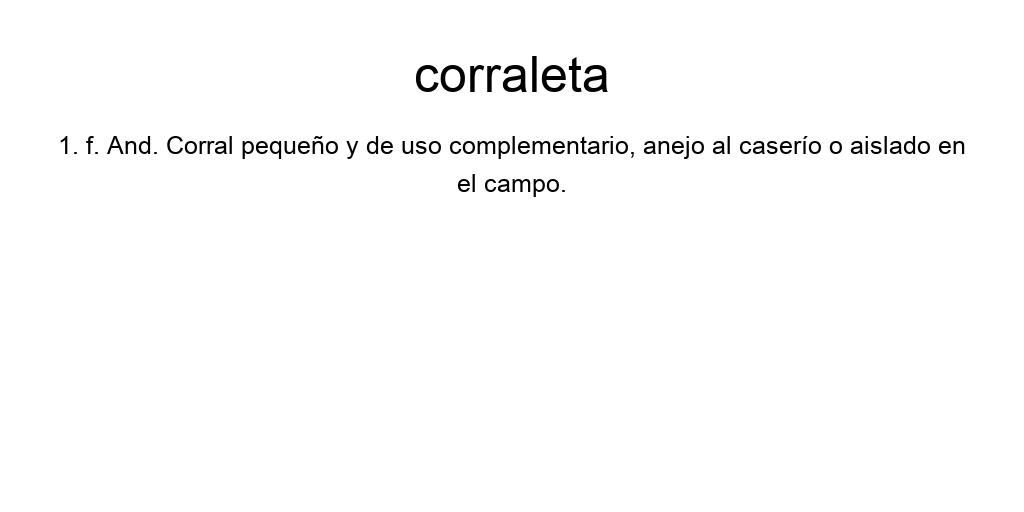 corraleta
1. f. And. Corral pequeño y de uso complementario, anejo al caserío o aislado en
el campo.